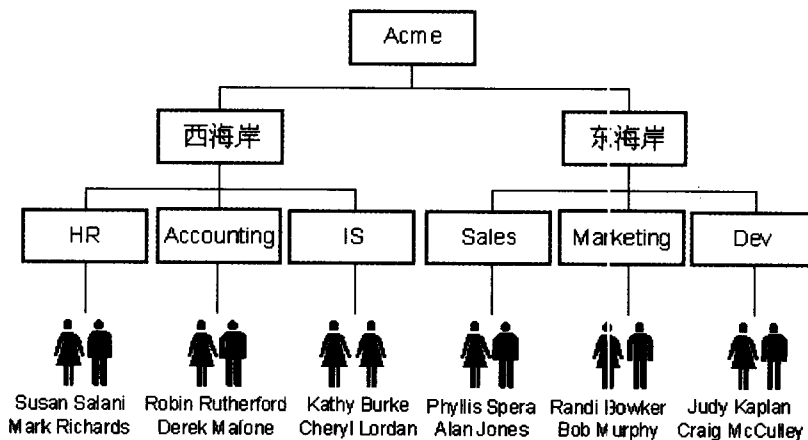 Acme
西海岸
东海岸
HR
Accounting
IS
Sales
Marketing
Dev
Susan Salani
Mark Richards
Robin Rutherford
Derek Malone
Kathy Burke
Cheryl Lordan
Phyllis Spera
Alan Jones
Randi Bowker
Bob Murphy
Judy Kaplan
Craig McCulley